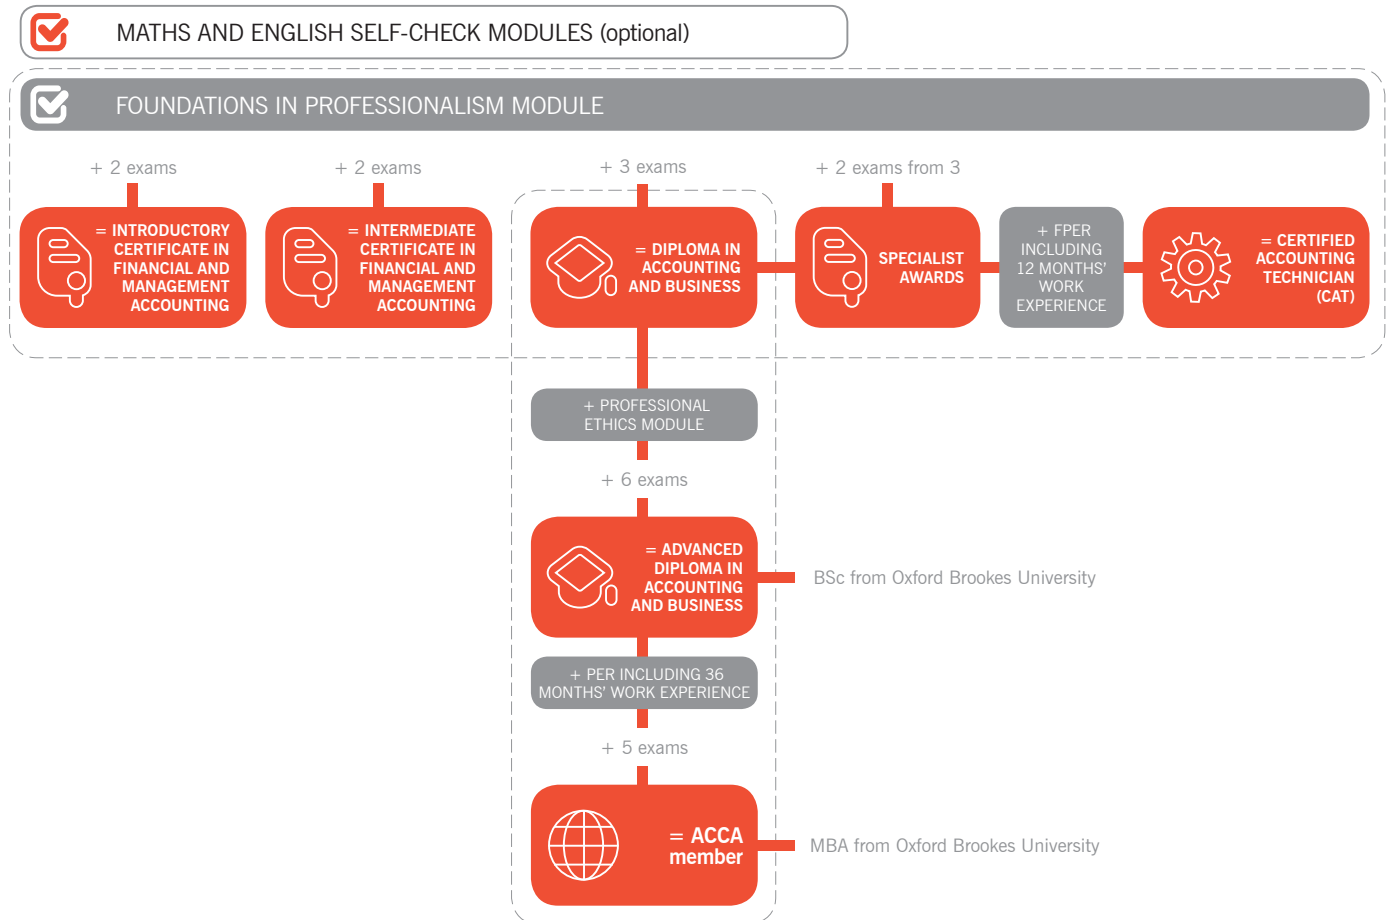 MATHS AND ENGLISH SELF-CHECK MODULES (optional)
FOUNDATIONS IN PROFESSIONALISM MODULE
+ 2 exams
= INTRODUCTORY
CERTIFICATE IN
FINANCIAL AND
MANAGEMENT
ACCOUNTING
+ 2 exams
= INTERMEDIATE
CERTIFICATE IN
FINANCIAL AND
MANAGEMENT
ACCOUNTING
+ 3 exams
= DIPLOMA IN
ACCOUNTING
AND BUSINESS
+ 2 exams from 3
SPECIALIST
AWARDS
+ FPER
INCLUDING
12 MONTHS’
WORK
EXPERIENCE
= CERTIFIED
ACCOUNTING
TECHNICIAN
(CAT)
+ PROFESSIONAL
ETHICS MODULE
+ 6 exams
= ADVANCED
DIPLOMA IN
ACCOUNTING
AND BUSINESS
BSc from Oxford Brookes University
+ PER INCLUDING 36
MONTHS’ WORK EXPERIENCE
+ 5 exams
= ACCA
member
MBA from Oxford Brookes University